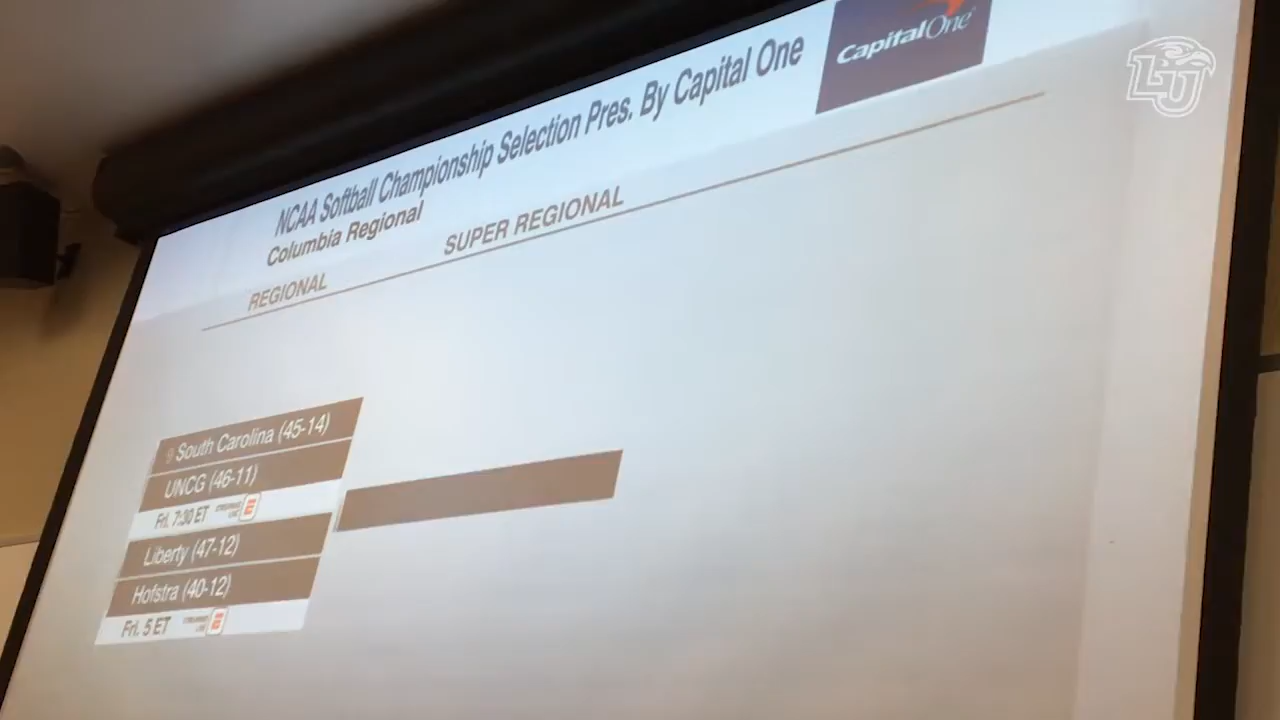 NCAA Softball Championship Selection Pres. By Capital One
CapitalOne
LU
Columbia Regional
REGIONAL
SUPER REGIONAL
9 South Carolina (45-14)
UNCG (46-11)
Fri. 7:30 ET
Liberty (47-12)
Hofstra (40-12)
Fri. 5 ET